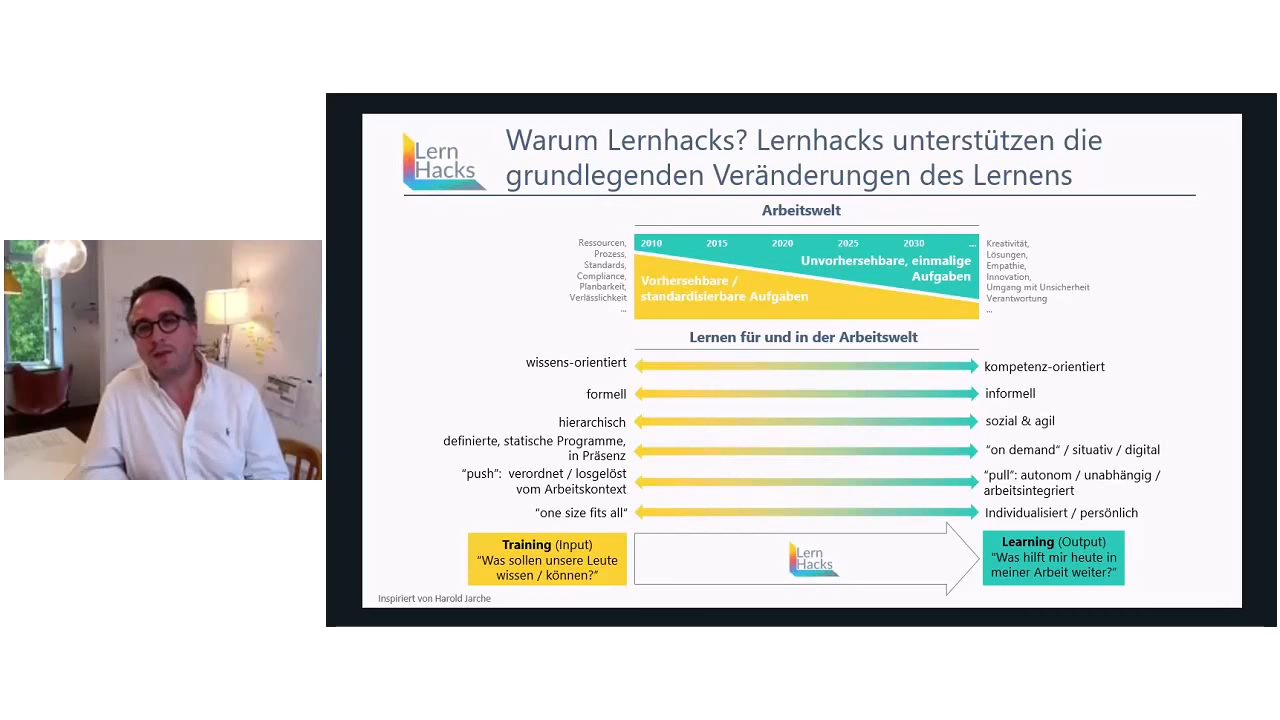 Lern
Hacks
Warum Lernhacks? Lernhacks unterstützen die
grundlegenden Veränderungen des Lernens
Arbeitswelt
Ressourcen,
Prozess,
Standards,
Compliance,
Planbarkeit,
Verlässlichkeit
...
2010 2015 2020 2025 2030 ...
Unvorhersehbare, einmalige
Aufgaben
Vorhersehbare /
standardisierbare Aufgaben
Kreativität,
Lösungen,
Empathie,
Innovation,
Umgang mit Unsicherheit
Verantwortung
...
Lernen für und in der Arbeitswelt
wissens-orientiert
kompetenz-orientiert
formell
informell
hierarchisch
sozial & agil
definierte, statische Programme,
in Präsenz
“on demand“ / situativ / digital
“push”: verordnet / losgelöst
vom Arbeitskontext
“pull”: autonom / unabhängig /
arbeitsintegriert
“one size fits all“
Individualisiert / persönlich
Training (Input)
“Was sollen unsere Leute
wissen / können?“
Lern
Hacks
Learning (Output)
“Was hilft mir heute in
meiner Arbeit weiter?“
Inspiriert von Harold Jarche